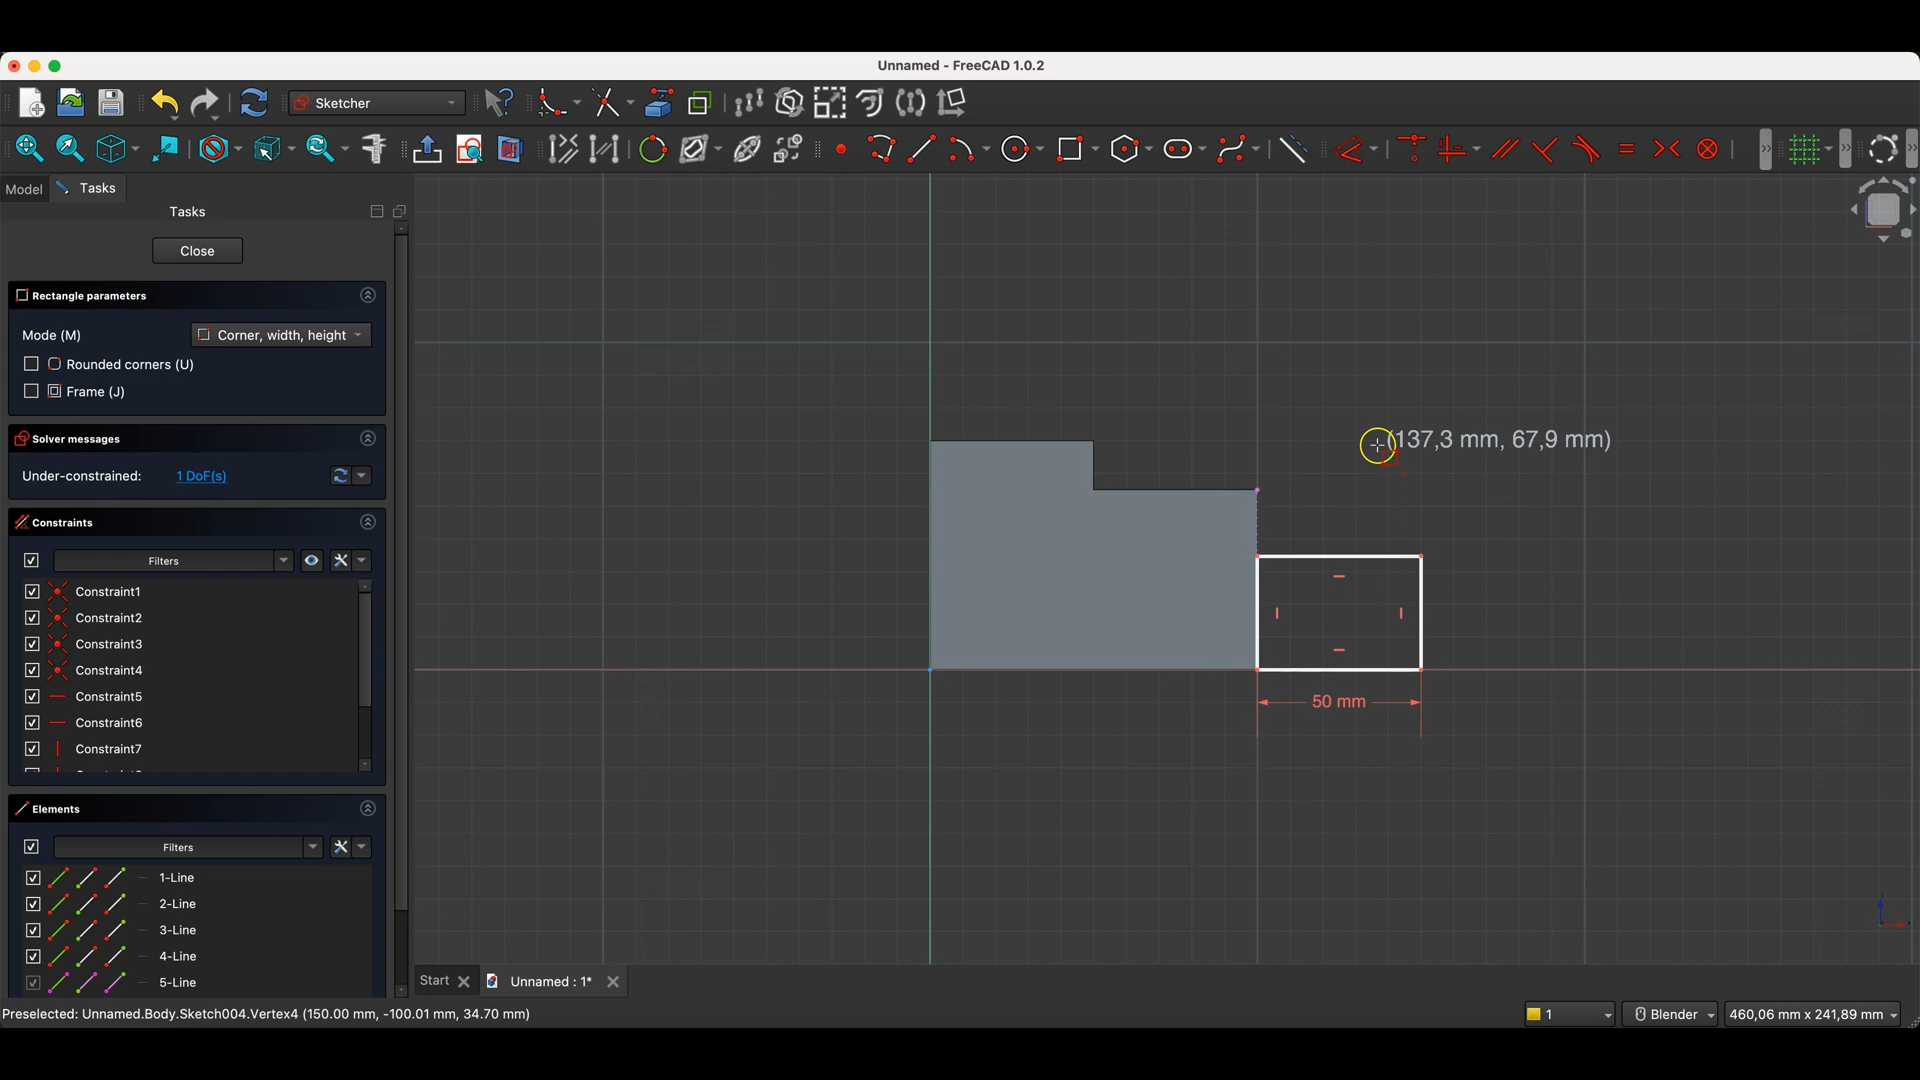 Unnamed - FreeCAD 1.0.2
Sketcher
Model
Tasks
Tasks
Close
Rectangle parameters
Mode (M)
Corner, width, height
Rounded corners (U)
Frame (J)
Solver messages
Under-constrained:
1 DoF(s)
Constraints
Filters
Constraint1
Constraint2
Constraint3
Constraint4
Constraint5
Constraint6
Constraint7
Elements
Filters
1-Line
2-Line
3-Line
4-Line
5-Line
(137,3 mm, 67,9 mm)
50 mm
Start
Unnamed : 1*
Preselected: Unnamed.Body.Sketch004.Vertex4 (150.00 mm, -100.01 mm, 34.70 mm)
1
Blender
460,06 mm x 241,89 mm